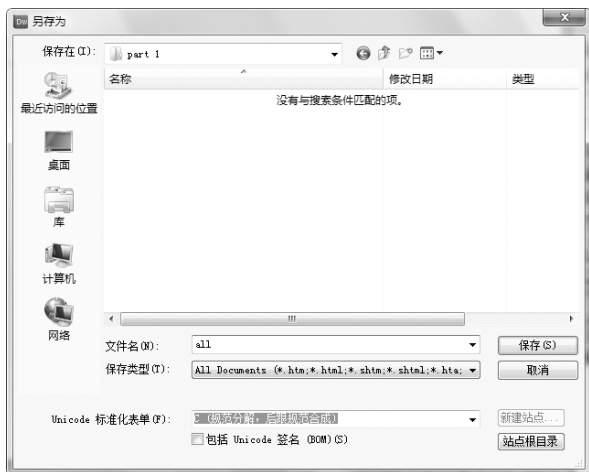 Dw 另存为
保存在(I): part 1
名称 修改日期 类型
没有与搜索条件匹配的项。
最近访问的位置
桌面
库
计算机
网络
文件名(N): all 保存(S)
保存类型(T): All Documents (*.htm;*.html;*.shtm;*.shtml;*.hta; 取消
Unicode 标准化表单(F): C (规范分解，后跟规范合成) 新建站点...
包括 Unicode 签名 (BOM)(S) 站点根目录